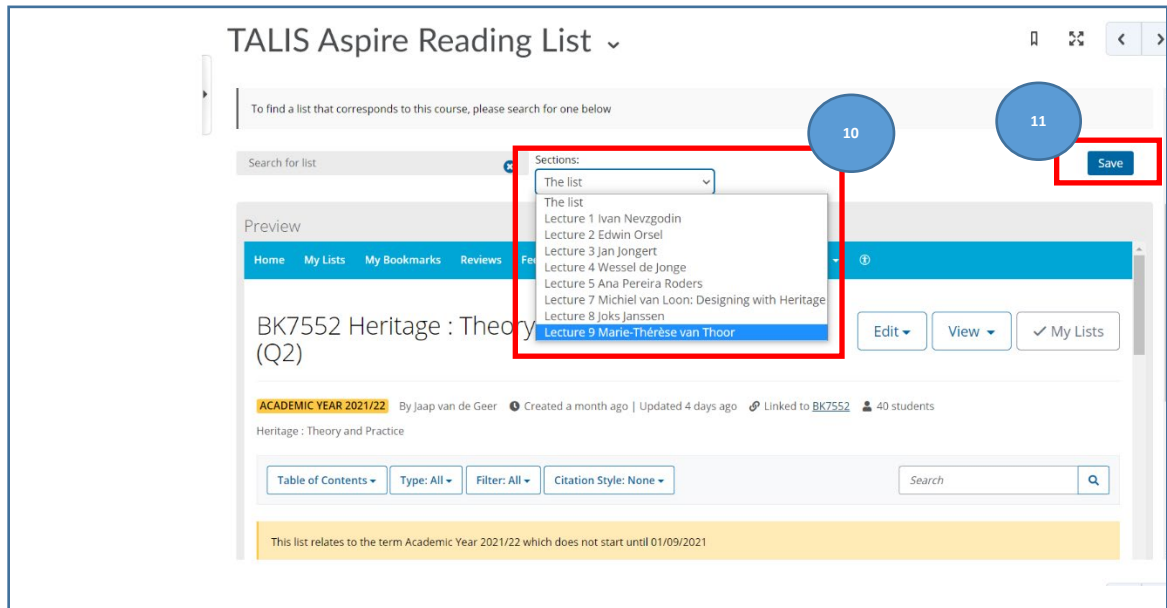 TALIS Aspire Reading List
To find a list that corresponds to this course, please search for one below
10
11
Search for list
Sections:
The list
Save
The list
Lecture 1 Ivan Nevzgodin
Lecture 2 Edwin Orsel
Lecture 3 Jan Jongert
Lecture 4 Wessel de Jonge
Lecture 5 Ana Pereira Roders
Lecture 7 Michiel van Loon: Designing with Heritage
Lecture 8 Joks Janssen
Lecture 9 Marie-Thérèse van Thoor
Preview
Home My Lists My Bookmarks Reviews
BK7552 Heritage : Theory
(Q2)
Edit View My Lists
ACADEMIC YEAR 2021/22 By Jaap van de Geer Created a month ago | Updated 4 days ago Linked to BK7552 40 students
Heritage : Theory and Practice
Table of Contents Type: All Filter: All Citation Style: None Search
This list relates to the term Academic Year 2021/22 which does not start until 01/09/2021